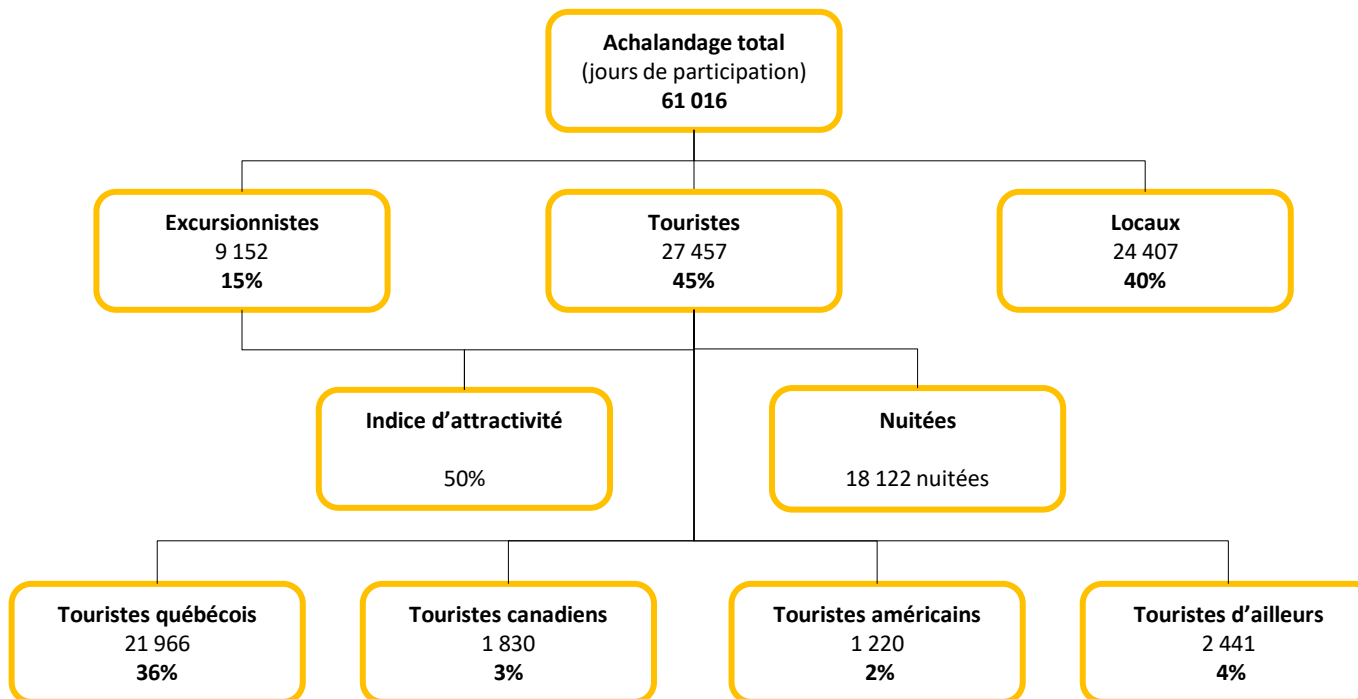 Achalandage total
(jours de participation)
61 016
Excursionnistes
9 152
15%
Touristes
27 457
45%
Locaux
24 407
40%
Indice d’attractivité
50%
Nuitées
18 122 nuitées
Touristes québécois
21 966
36%
Touristes canadiens
1 830
3%
Touristes américains
1 220
2%
Touristes d’ailleurs
2 441
4%